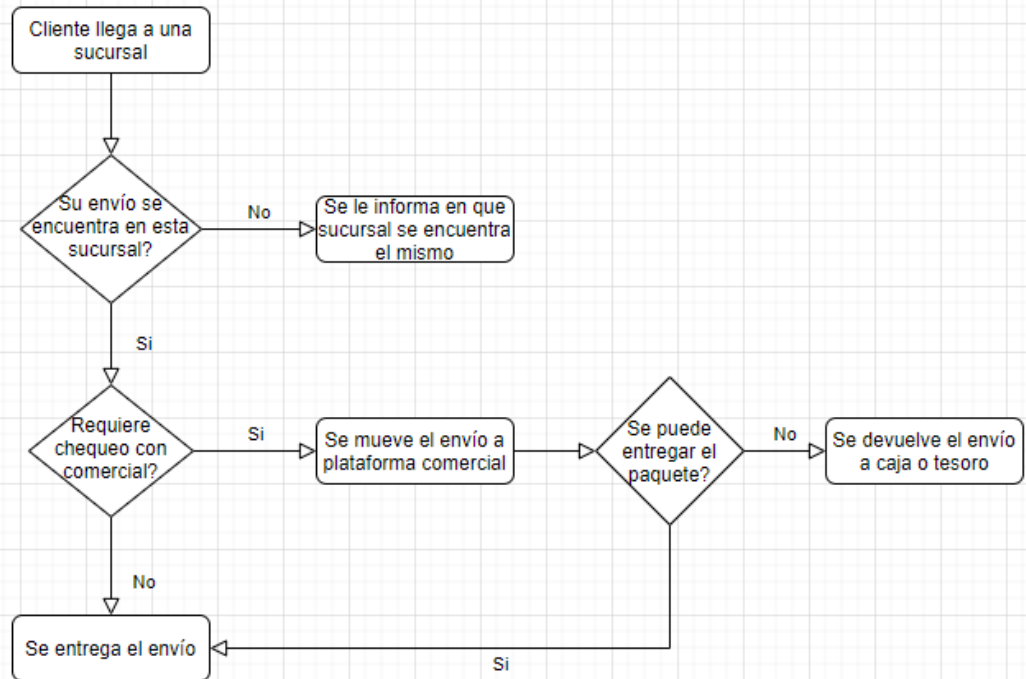 Cliente llega a una
sucursal
Su envío se
encuentra en esta
sucursal?
No
Se le informa en que
sucursal se encuentra
el mismo
Si
Requiere
chequeo con
comercial?
Si
Se mueve el envío a
plataforma comercial
Se puede
entregar el
paquete?
No
Se devuelve el envío
a caja o tesoro
No
Se entrega el envío
Si